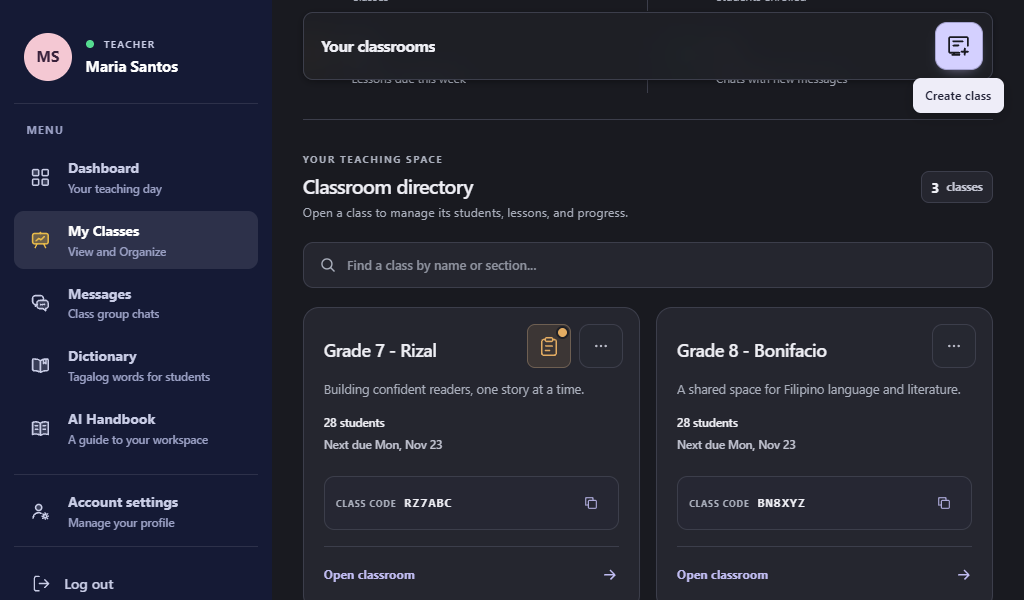 MS
TEACHER
Maria Santos
MENU
Dashboard
Your teaching day
My Classes
View and Organize
Messages
Class group chats
Dictionary
Tagalog words for students
AI Handbook
A guide to your workspace
Account settings
Manage your profile
Log out
Your classrooms
Create class
Lessons due this week
Chats with new messages
YOUR TEACHING SPACE
Classroom directory
3 classes
Open a class to manage its students, lessons, and progress.
Find a class by name or section...
Grade 7 - Rizal
Building confident readers, one story at a time.
28 students
Next due Mon, Nov 23
CLASS CODE RZ7ABC
Open classroom
Grade 8 - Bonifacio
A shared space for Filipino language and literature.
28 students
Next due Mon, Nov 23
CLASS CODE BN8XYZ
Open classroom